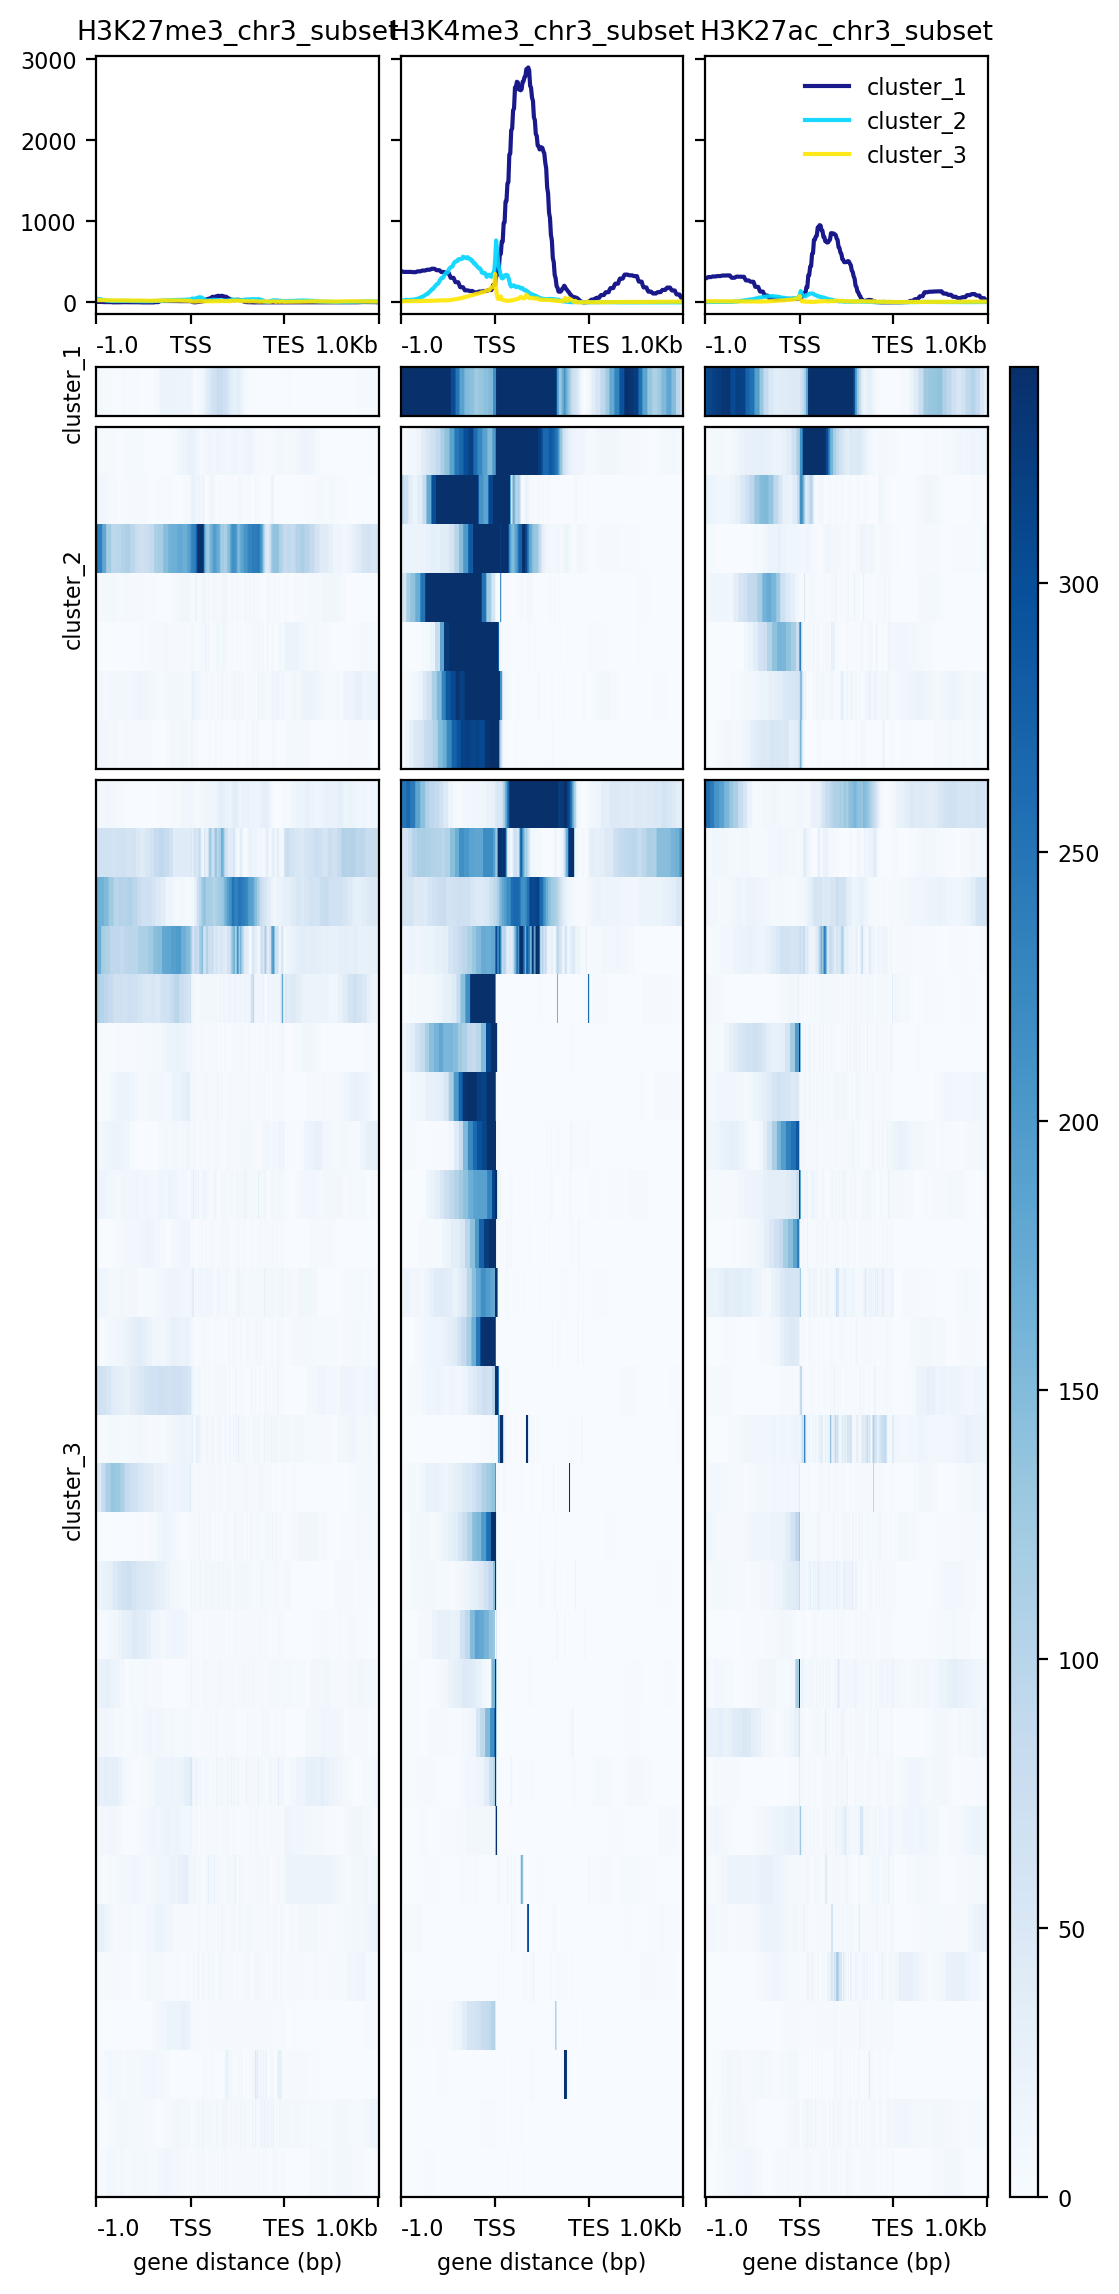 H3K27me3_chr3_subset
H3K4me3_chr3_subset
H3K27ac_chr3_subset
3000
2000
1000
0
cluster_1
cluster_2
cluster_3
-1.0 TSS TES 1.0Kb
-1.0 TSS TES 1.0Kb
-1.0 TSS TES 1.0Kb
cluster_1
cluster_2
cluster_3
300
250
200
150
100
50
0
-1.0 TSS TES 1.0Kb
-1.0 TSS TES 1.0Kb
-1.0 TSS TES 1.0Kb
gene distance (bp)
gene distance (bp)
gene distance (bp)